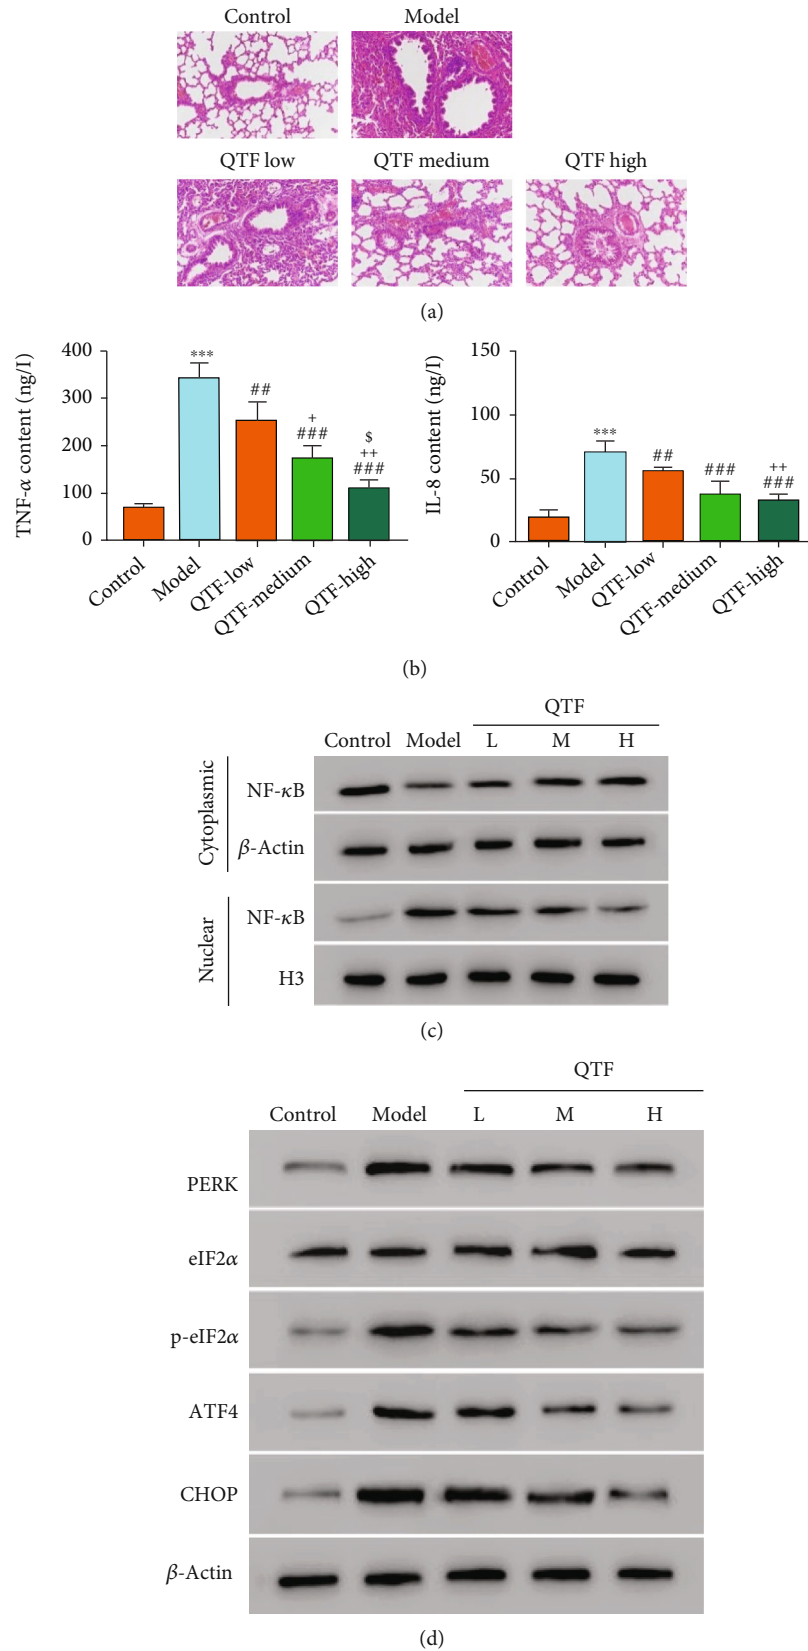 Control Model
QTF low QTF medium QTF high
(a)
TNF-α content (ng/I)
400
300
200
100
0
***
##
+
###
$
++
###
Control
Model
QTF-low
QTF-medium
QTF-high
IL-8 content (ng/I)
150
100
50
0
***
##
###
++
###
Control
Model
QTF-low
QTF-medium
QTF-high
(b)
QTF
Control Model L M H
Cytoplasmic
NF-κB
β-Actin
Nuclear
NF-κB
H3
(c)
QTF
Control Model L M H
PERK
eIF2α
p-eIF2α
ATF4
CHOP
β-Actin
(d)